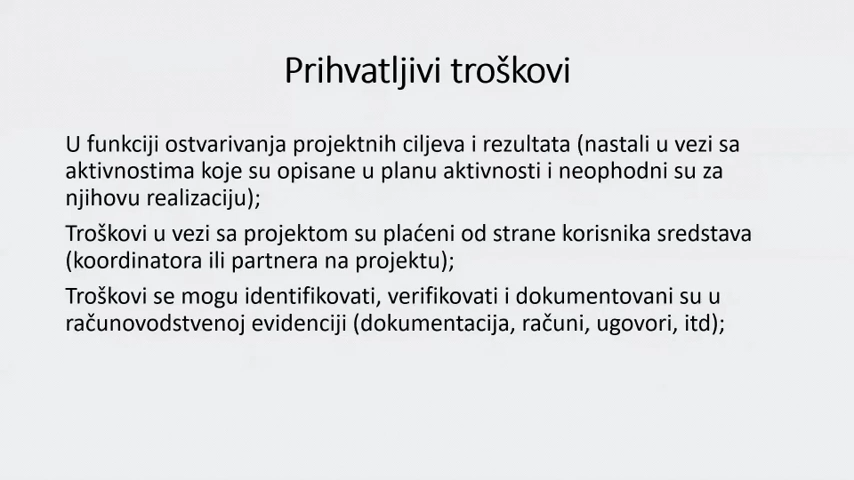 Prihvatljivi troškovi
U funkciji ostvarivanja projektnih ciljeva i rezultata (nastali u vezi sa
aktivnostima koje su opisane u planu aktivnosti i neophodni su za
njihovu realizaciju);
Troškovi u vezi sa projektom su plaćeni od strane korisnika sredstava
(koordinatora ili partnera na projektu);
Troškovi se mogu identifikovati, verifikovati i dokumentovani su u
računovodstvenoj evidenciji (dokumentacija, računi, ugovori, itd);